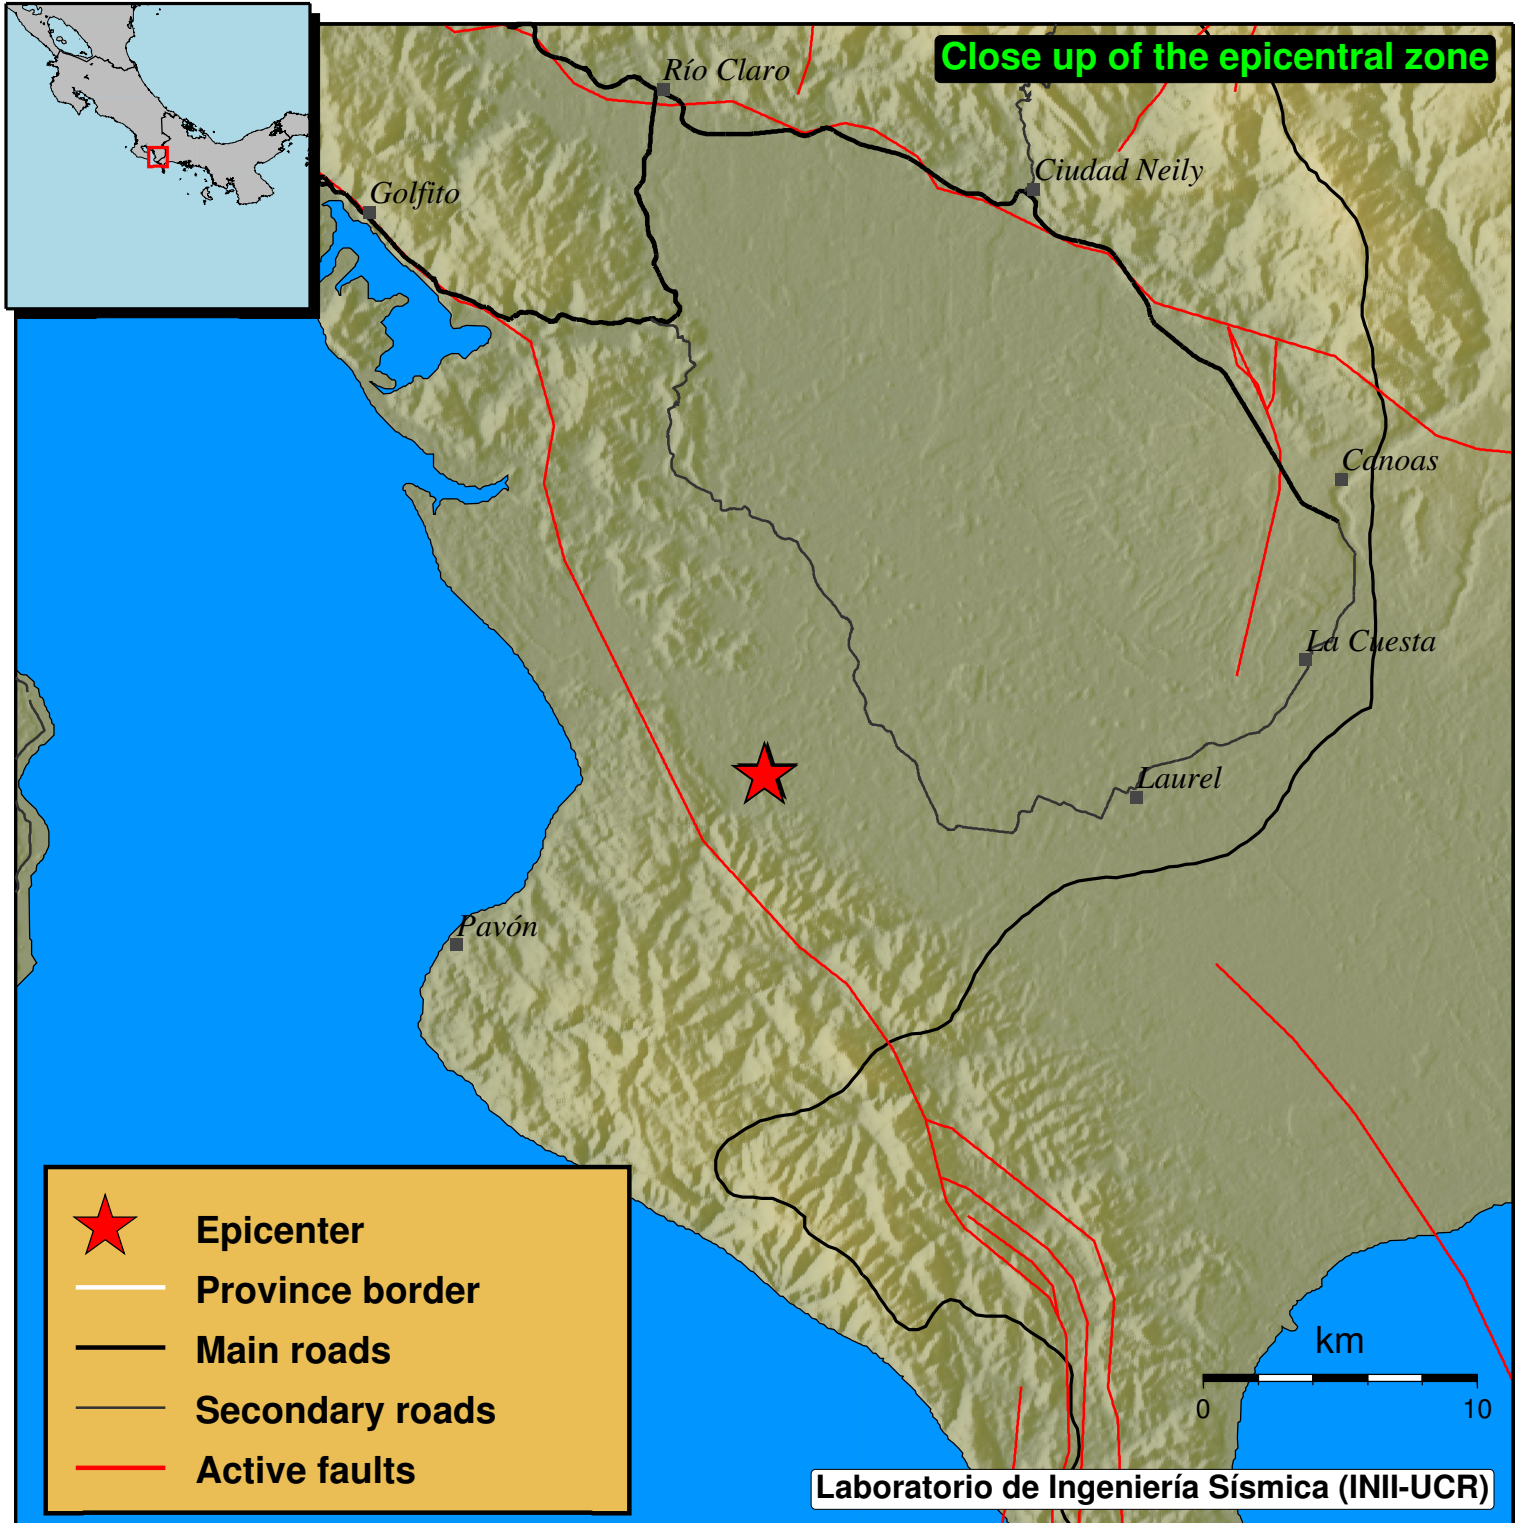 Close up of the epicentral zone
Río Claro
Ciudad Neily
Golfito
Canoas
La Cuesta
Laurel
Pavón
Epicenter
Province border
Main roads
Secondary roads
Active faults
km
0 10
Laboratorio de Ingeniería Sísmica (INII-UCR)